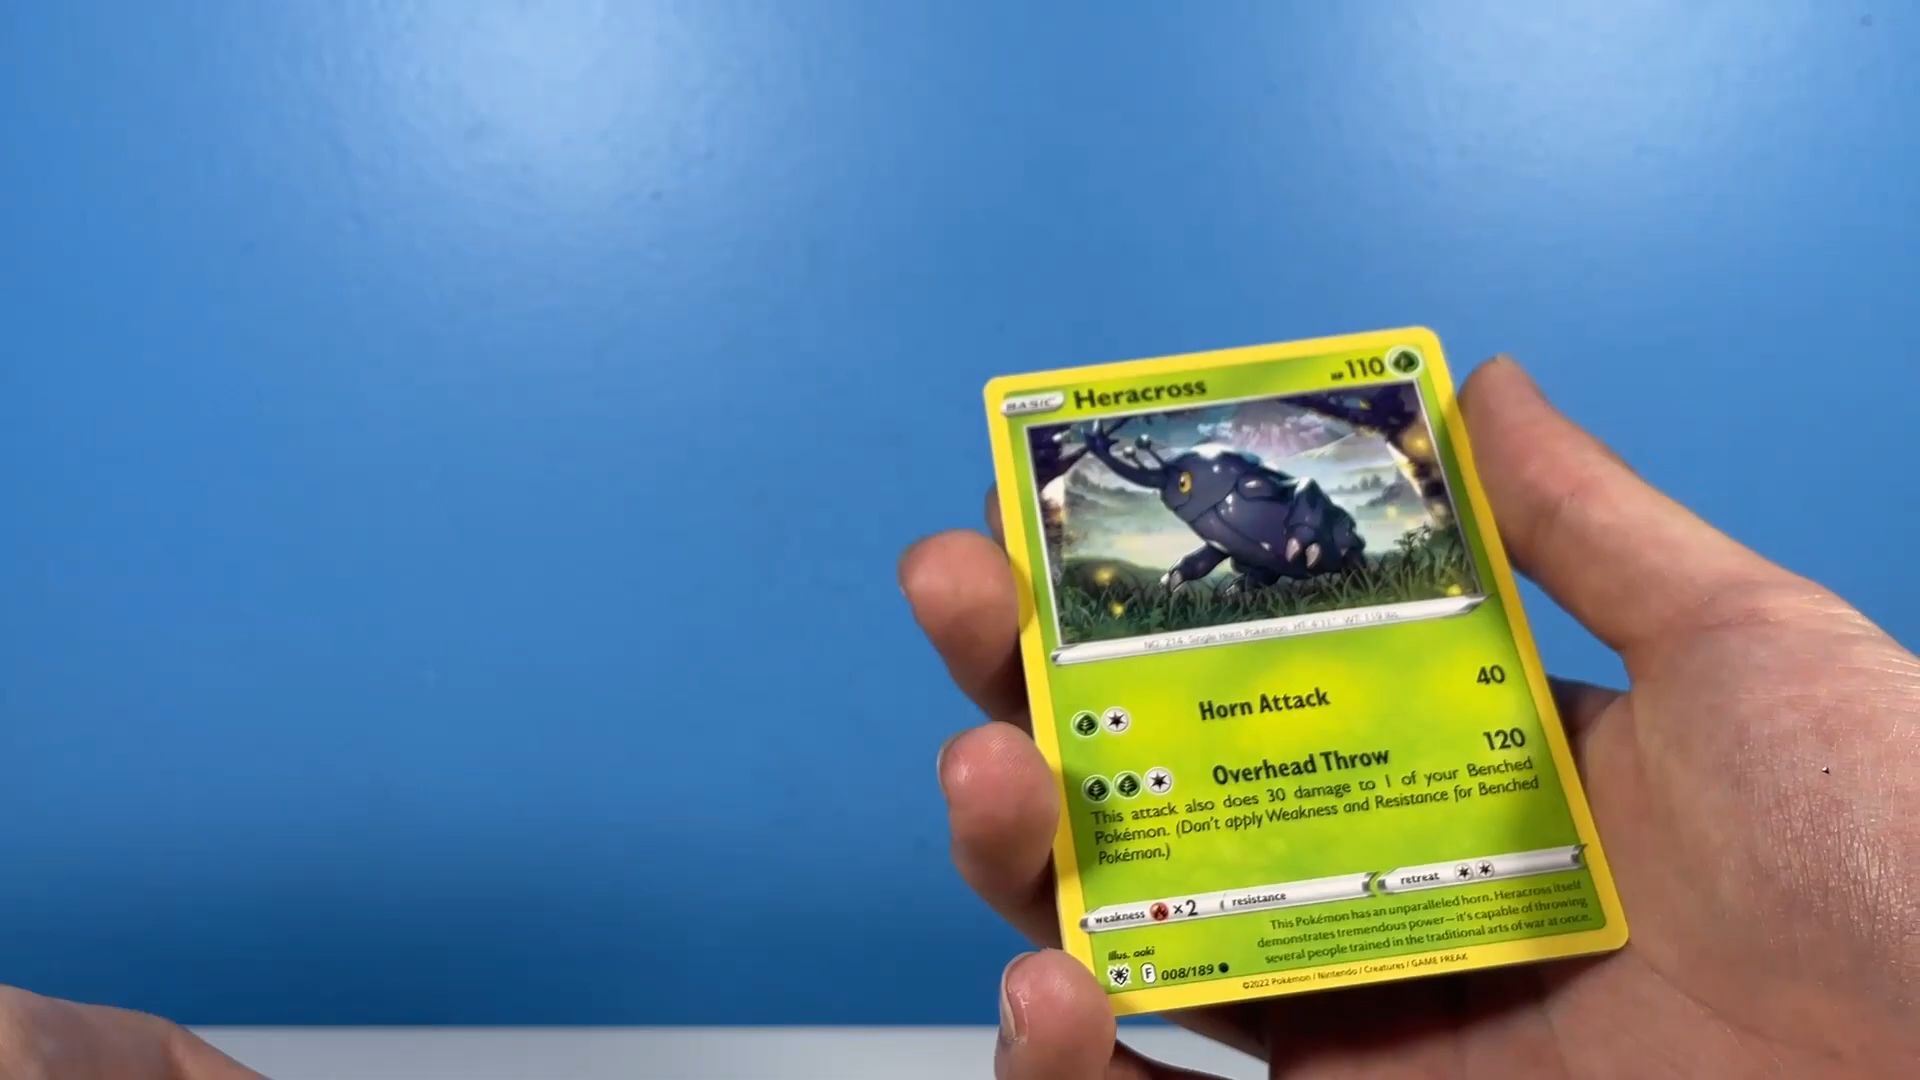 BASIC Heracross HP 110
NO. 214 Single Horn Pokémon HT: 4'11" WT: 119 lbs.
Horn Attack 40
Overhead Throw 120
This attack also does 30 damage to 1 of your Benched
Pokémon. (Don't apply Weakness and Resistance for Benched
Pokémon.)
weakness ×2 resistance retreat
This Pokémon has an unparalleled horn. Heracross itself
demonstrates tremendous power—it's capable of throwing
several people trained in the traditional arts of war at once.
Illus. aoki
F 008/189
©2022 Pokémon / Nintendo / Creatures / GAME FREAK